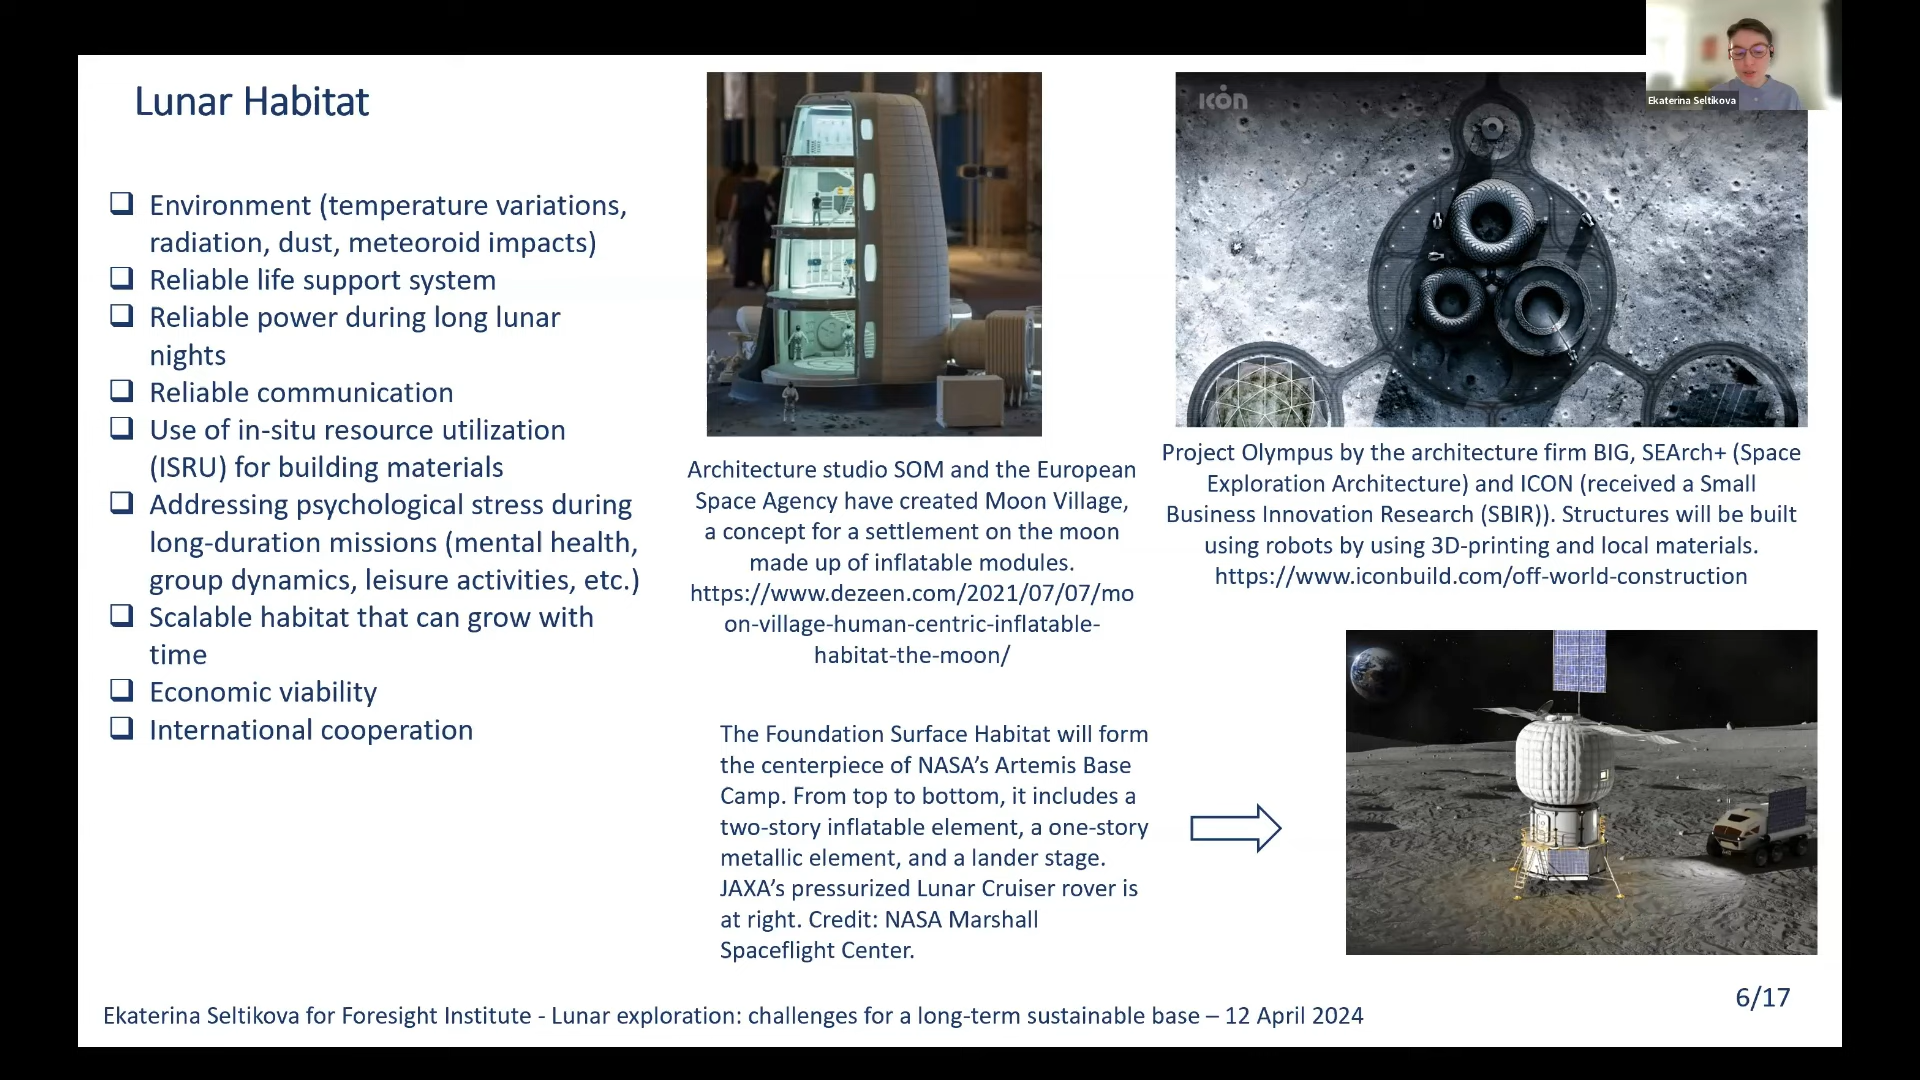 Lunar Habitat
❑ Environment (temperature variations,
radiation, dust, meteoroid impacts)
❑ Reliable life support system
❑ Reliable power during long lunar
nights
❑ Reliable communication
❑ Use of in-situ resource utilization
(ISRU) for building materials
❑ Addressing psychological stress during
long-duration missions (mental health,
group dynamics, leisure activities, etc.)
❑ Scalable habitat that can grow with
time
❑ Economic viability
❑ International cooperation
Architecture studio SOM and the European
Space Agency have created Moon Village,
a concept for a settlement on the moon
made up of inflatable modules.
https://www.dezeen.com/2021/07/07/mo
on-village-human-centric-inflatable-
habitat-the-moon/
ICON
Ekaterina Seltikova
Project Olympus by the architecture firm BIG, SEArch+ (Space
Exploration Architecture) and ICON (received a Small
Business Innovation Research (SBIR)). Structures will be built
using robots by using 3D-printing and local materials.
https://www.iconbuild.com/off-world-construction
The Foundation Surface Habitat will form
the centerpiece of NASA’s Artemis Base
Camp. From top to bottom, it includes a
two-story inflatable element, a one-story
metallic element, and a lander stage.
JAXA’s pressurized Lunar Cruiser rover is
at right. Credit: NASA Marshall
Spaceflight Center.
6/17
Ekaterina Seltikova for Foresight Institute - Lunar exploration: challenges for a long-term sustainable base – 12 April 2024